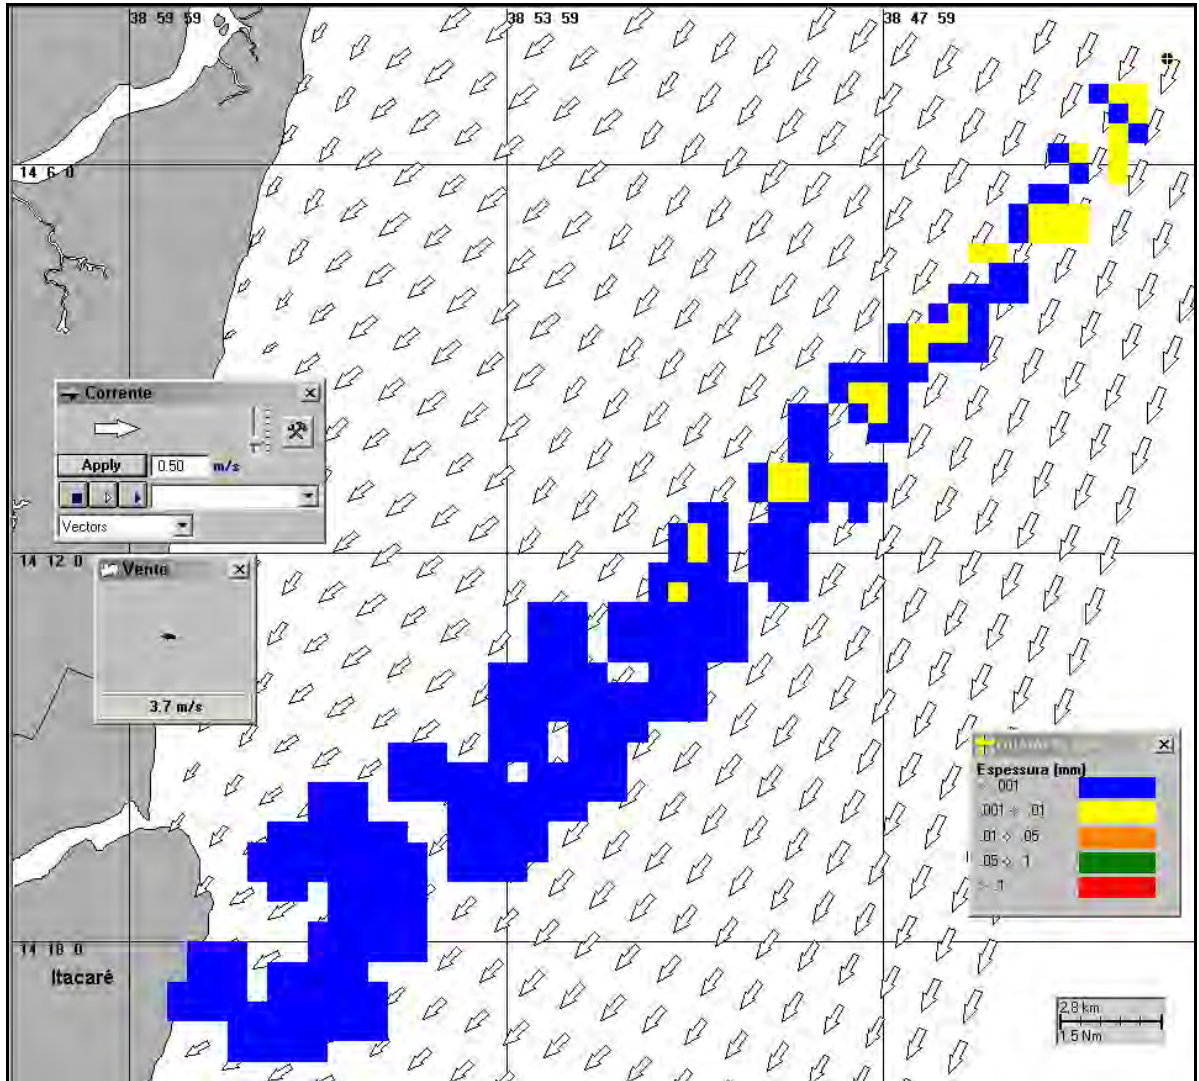 38 59 59
38 53 59
38 47 59
14 6 0
Corrente
Apply
0.50
m/s
Vectors
14 12 0
Vento
3.7 m/s
Espessura (mm)
.001
.001 .01
.01 .05
.05 .1
.1
14 18 0
Itacaré
2.8 km
1.5 Nm